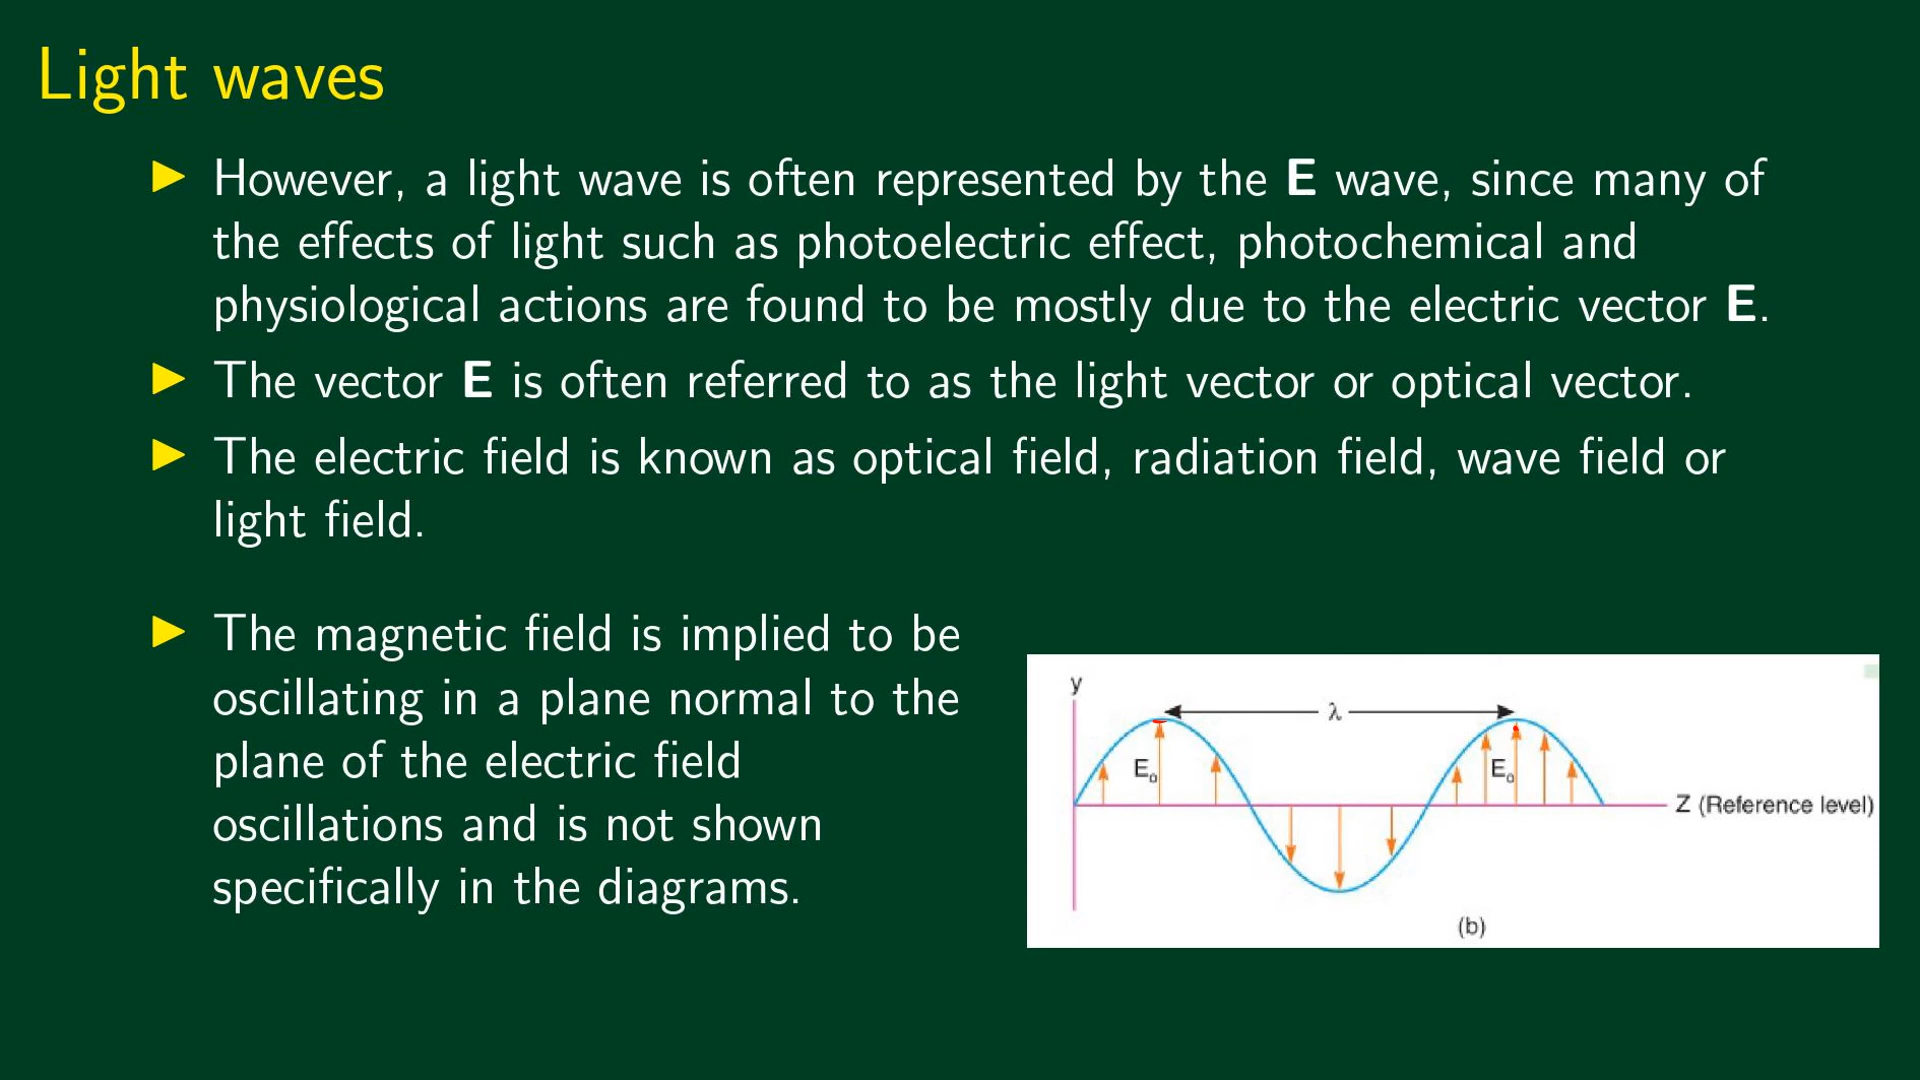 Light waves
► However, a light wave is often represented by the E wave, since many of
the effects of light such as photoelectric effect, photochemical and
physiological actions are found to be mostly due to the electric vector E.
► The vector E is often referred to as the light vector or optical vector.
► The electric field is known as optical field, radiation field, wave field or
light field.
► The magnetic field is implied to be
oscillating in a plane normal to the
plane of the electric field
oscillations and is not shown
specifically in the diagrams.
y
λ
E₀ E₀
Z (Reference level)
(b)